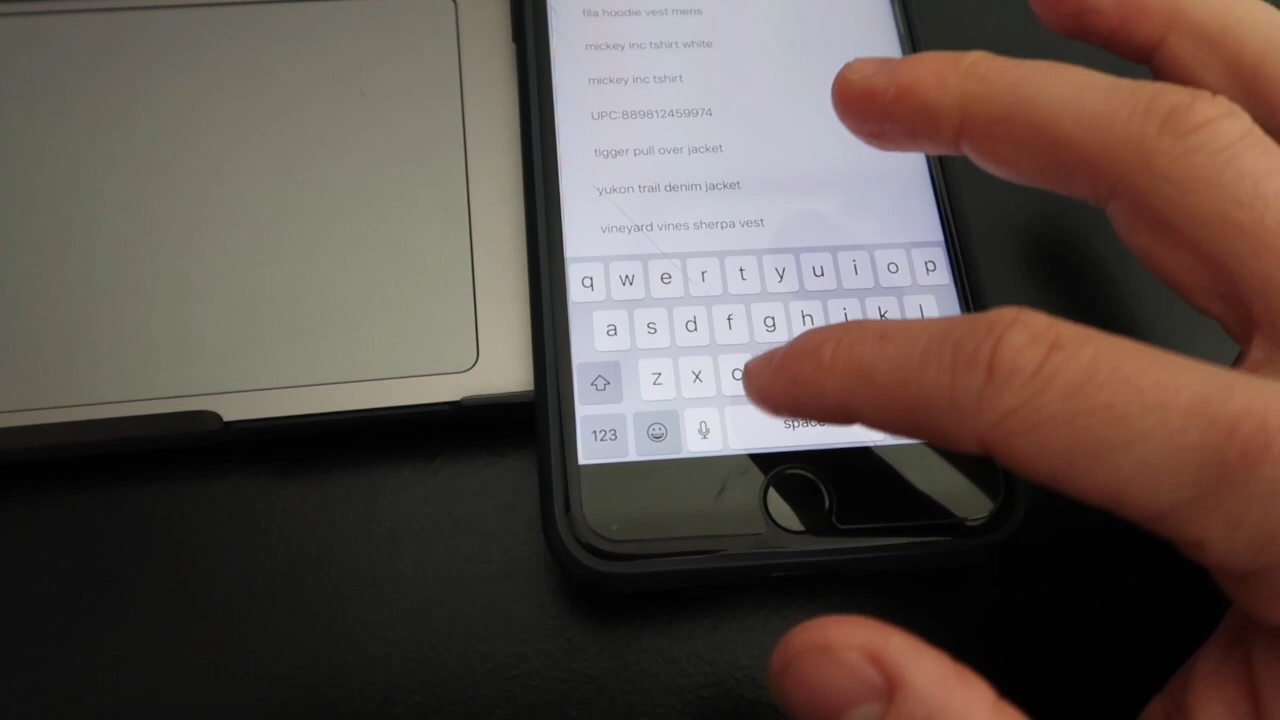 fila hoodie vest mens
mickey inc tshirt white
mickey inc tshirt
UPC:889812459974
tigger pull over jacket
yukon trail denim jacket
vineyard vines sherpa vest
q w e r t y u i o p
a s d f g h j k l
z x c
123 space